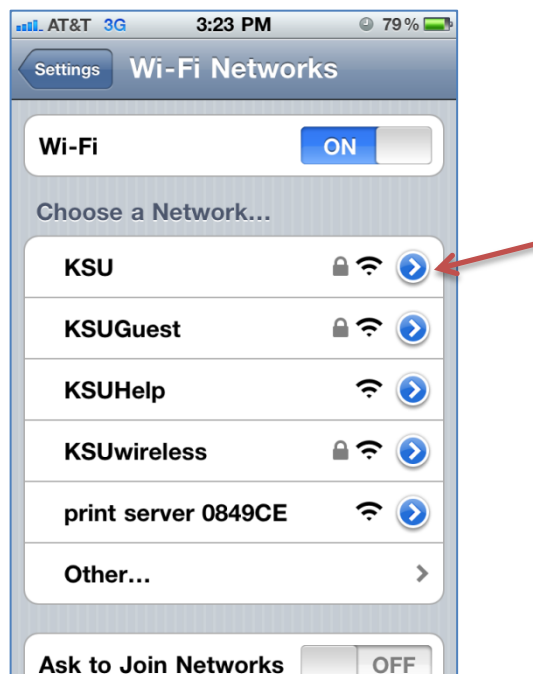 AT&T 3G 3:23 PM 79%
Settings Wi-Fi Networks
Wi-Fi ON
Choose a Network...
KSU
KSUGuest
KSUHelp
KSUwireless
print server 0849CE
Other...
Ask to Join Networks OFF